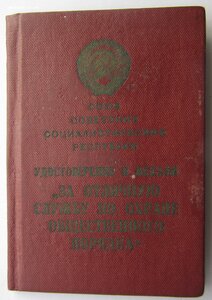 СОЮЗ
СОВЕТСКИХ
СОЦИАЛИСТИЧЕСКИХ
РЕСПУБЛИК
УДОСТОВЕРЕНИЕ К МЕДАЛИ
„ЗА ОТЛИЧНУЮ
СЛУЖБУ ПО ОХРАНЕ
ОБЩЕСТВЕННОГО
ПОРЯДКА"